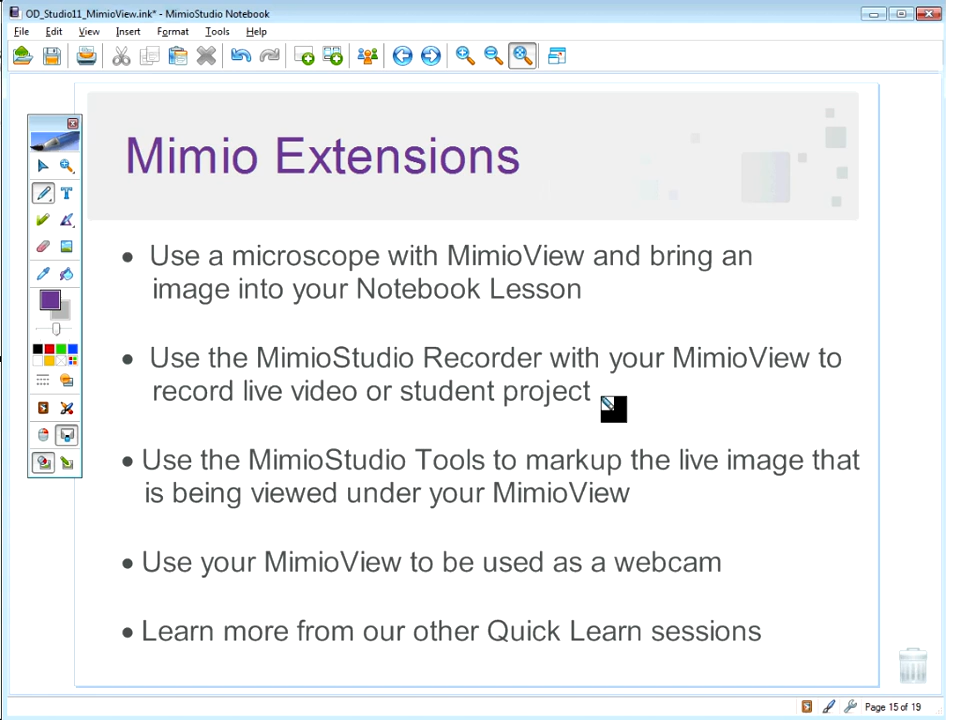 OD_Studio11_MimioView.ink* - MimioStudio Notebook
File Edit View Insert Format Tools Help
Mimio Extensions
• Use a microscope with MimioView and bring an
image into your Notebook Lesson
• Use the MimioStudio Recorder with your MimioView to
record live video or student project
• Use the MimioStudio Tools to markup the live image that
is being viewed under your MimioView
• Use your MimioView to be used as a webcam
• Learn more from our other Quick Learn sessions
Page 15 of 19